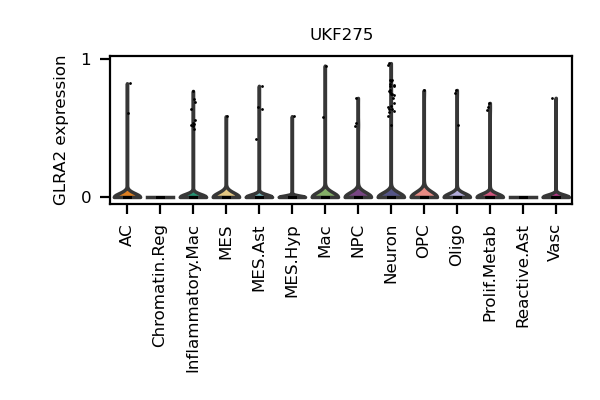 UKF275
GLRA2 expression
1
0
AC
Chromatin.Reg
Inflammatory.Mac
MES
MES.Ast
MES.Hyp
Mac
NPC
Neuron
OPC
Oligo
Prolif.Metab
Reactive.Ast
Vasc